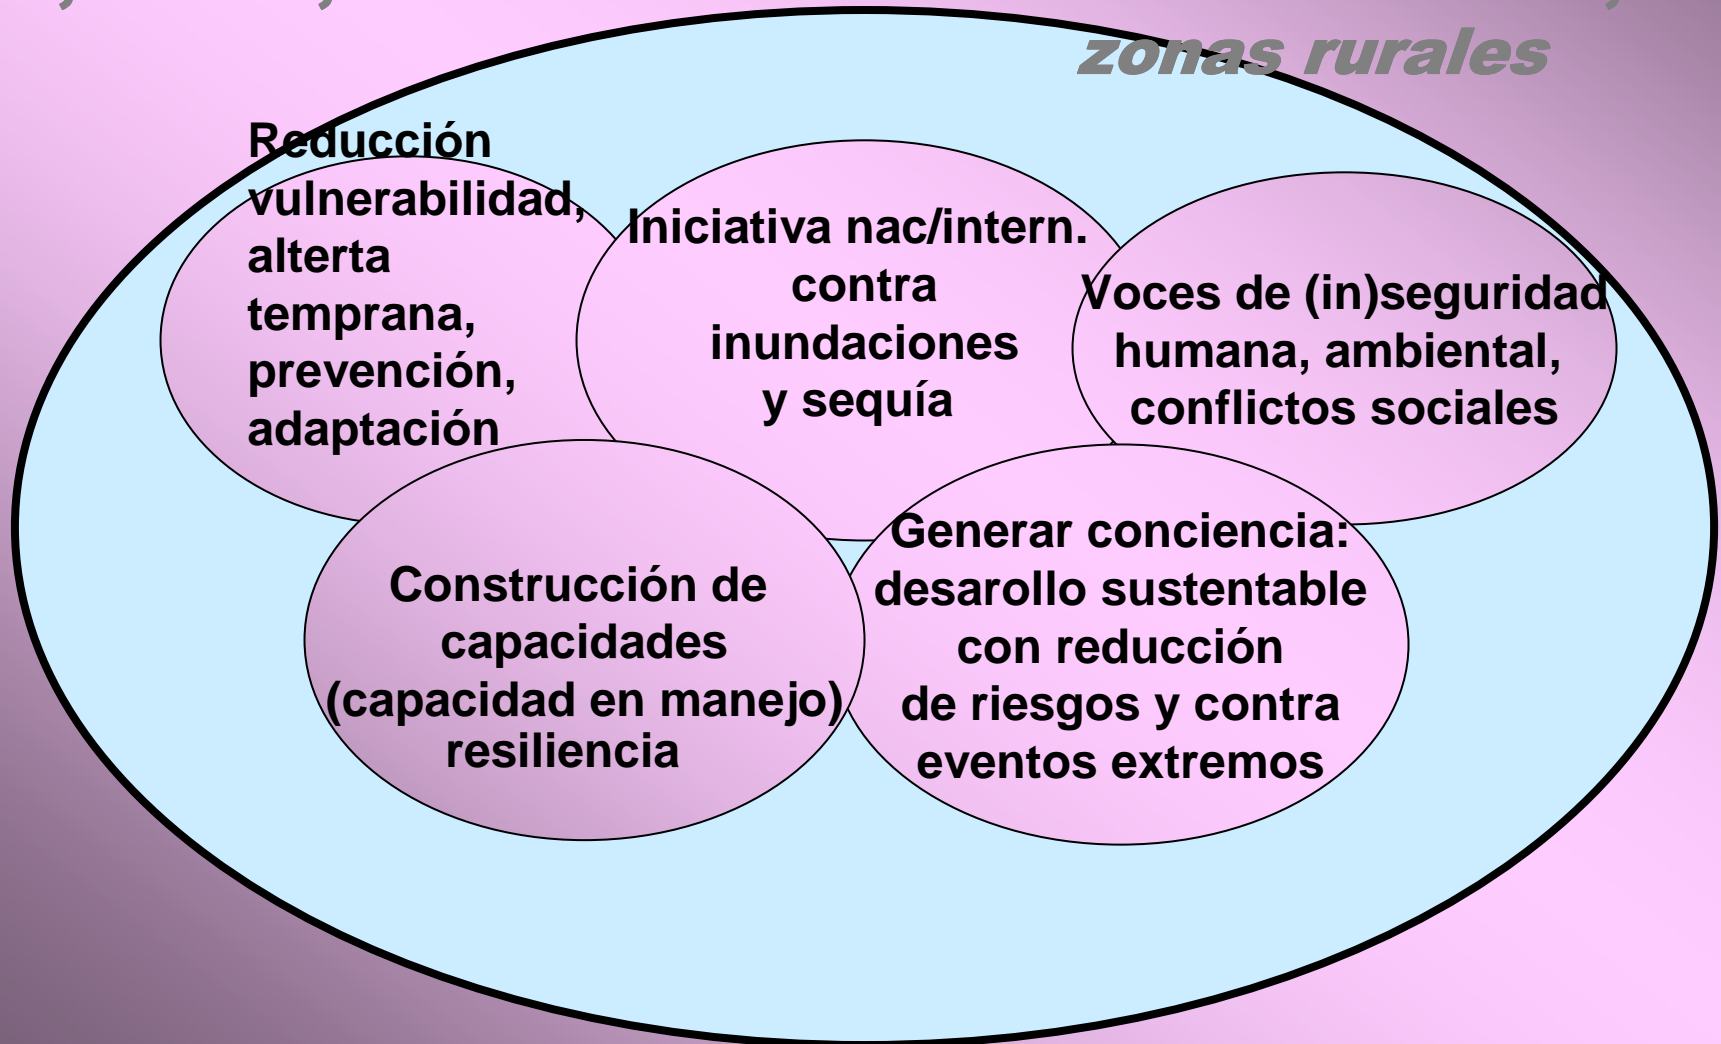 zonas rurales
Reducción
vulnerabilidad,
alterta
temprana,
prevención,
adaptación
Iniciativa nac/intern.
contra
inundaciones
y sequía
Voces de (in)seguridad
humana, ambiental,
conflictos sociales
Construcción de
capacidades
(capacidad en manejo)
resiliencia
Generar conciencia:
desarollo sustentable
con reducción
de riesgos y contra
eventos extremos